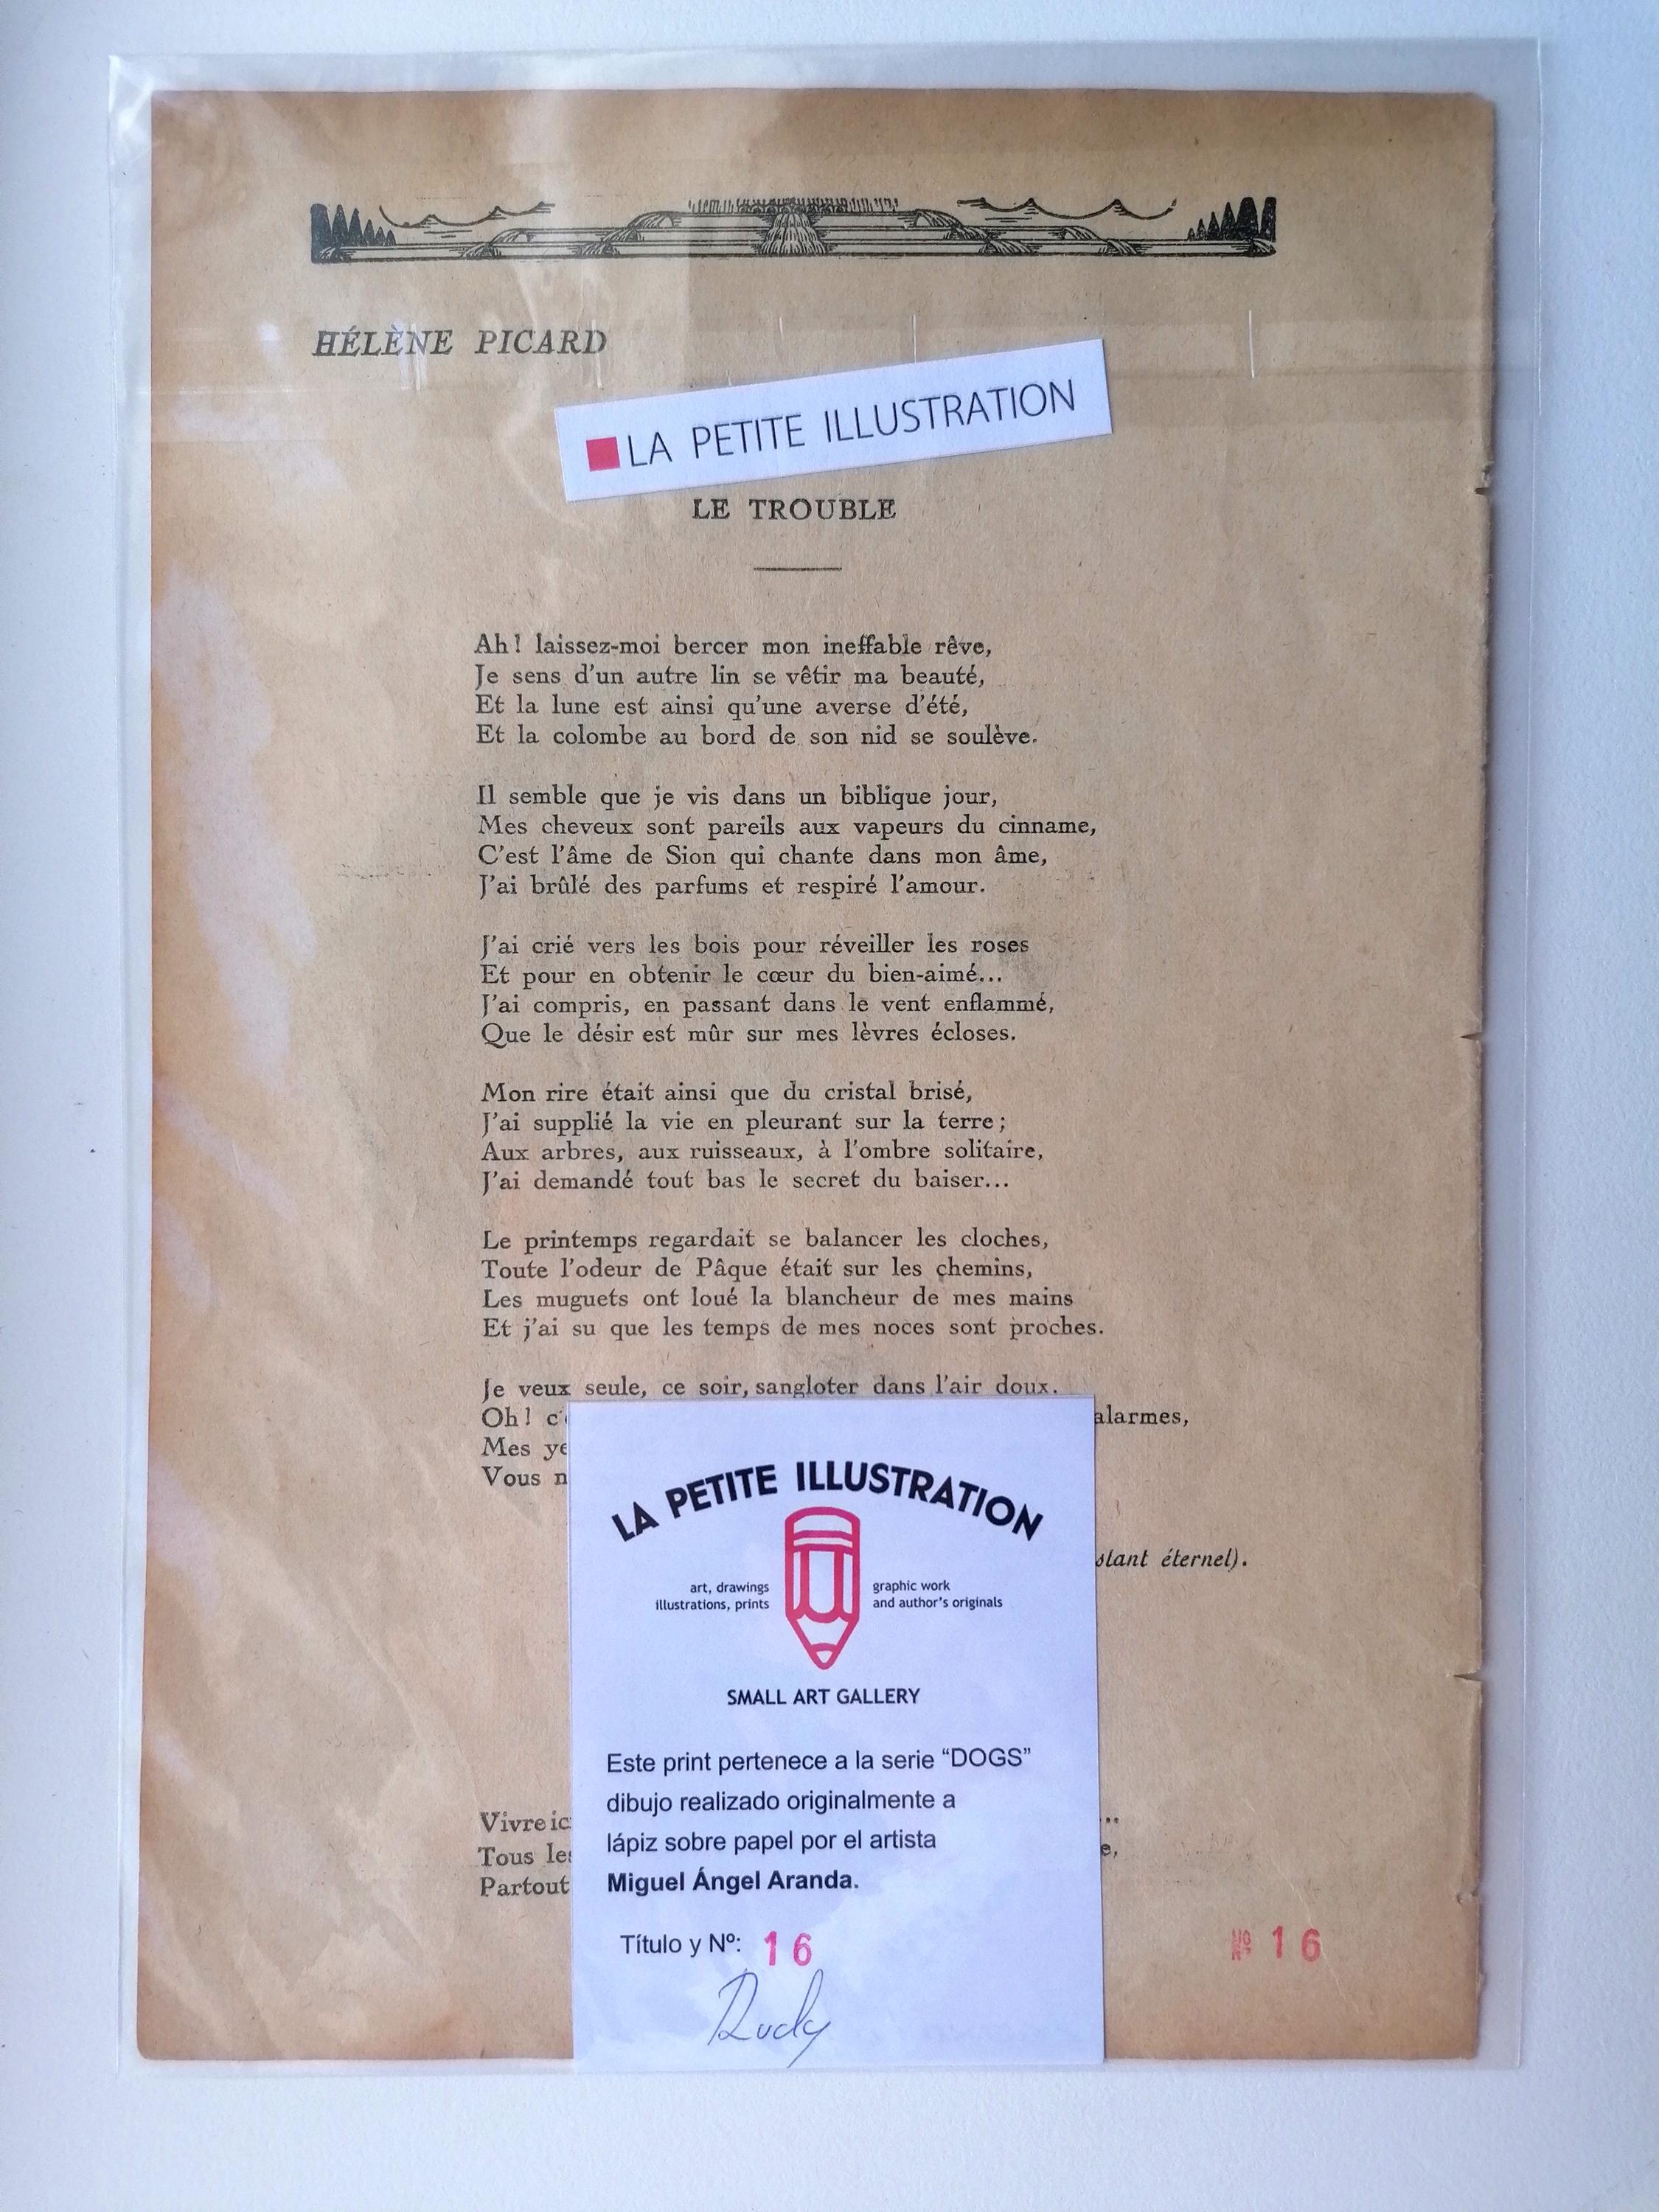 HÉLÈNE PICARD
LA PETITE ILLUSTRATION
LE TROUBLE
Ah! laissez-moi bercer mon ineffable rêve,
Je sens d'un autre lin se vêtir ma beauté,
Et la lune est ainsi qu'une averse d'été,
Et la colombe au bord de son nid se soulève.
Il semble que je vis dans un biblique jour,
Mes cheveux sont pareils aux vapeurs du cinname,
C'est l'âme de Sion qui chante dans mon âme,
J'ai brûlé des parfums et respiré l'amour.
J'ai crié vers les bois pour réveiller les roses
Et pour en obtenir le cœur du bien-aimé...
J'ai compris, en passant dans le vent enflammé,
Que le désir est mûr sur mes lèvres écloses.
Mon rire était ainsi que du cristal brisé,
J'ai supplié la vie en pleurant sur la terre;
Aux arbres, aux ruisseaux, à l'ombre solitaire,
J'ai demandé tout bas le secret du baiser...
Le printemps regardait se balancer les cloches,
Toute l'odeur de Pâque était sur les chemins,
Les muguets ont loué la blancheur de mes mains
Et j'ai su que les temps de mes noces sont proches.
Je veux seule, ce soir, sangloter dans l'air doux.
Oh! c' alarmes,
Mes ye
Vous n
stant éternel).
LA PETITE ILLUSTRATION
art, drawings
illustrations, prints
graphic work
and author's originals
SMALL ART GALLERY
Este print pertenece a la serie “DOGS”
dibujo realizado originalmente a
lápiz sobre papel por el artista
Miguel Ángel Aranda.
Título y Nº: 16
Rudy
Vivre ic ...
Tous les e,
Partout
16